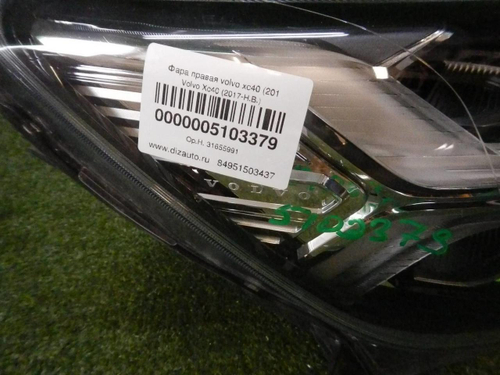 Фара правая volvo xc40 (201
Volvo Xc40 (2017-Н.В.)
0000005103379
Ор.Н. 31655991
www.dizauto.ru 84951503437
VOLVO